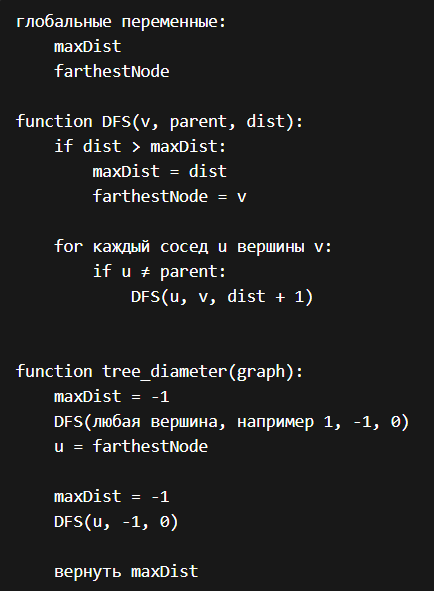 глобальные переменные:
    maxDist
    farthestNode

function DFS(v, parent, dist):
    if dist > maxDist:
        maxDist = dist
        farthestNode = v

    for каждый сосед u вершины v:
        if u ≠ parent:
            DFS(u, v, dist + 1)


function tree_diameter(graph):
    maxDist = -1
    DFS(любая вершина, например 1, -1, 0)
    u = farthestNode

    maxDist = -1
    DFS(u, -1, 0)

    вернуть maxDist